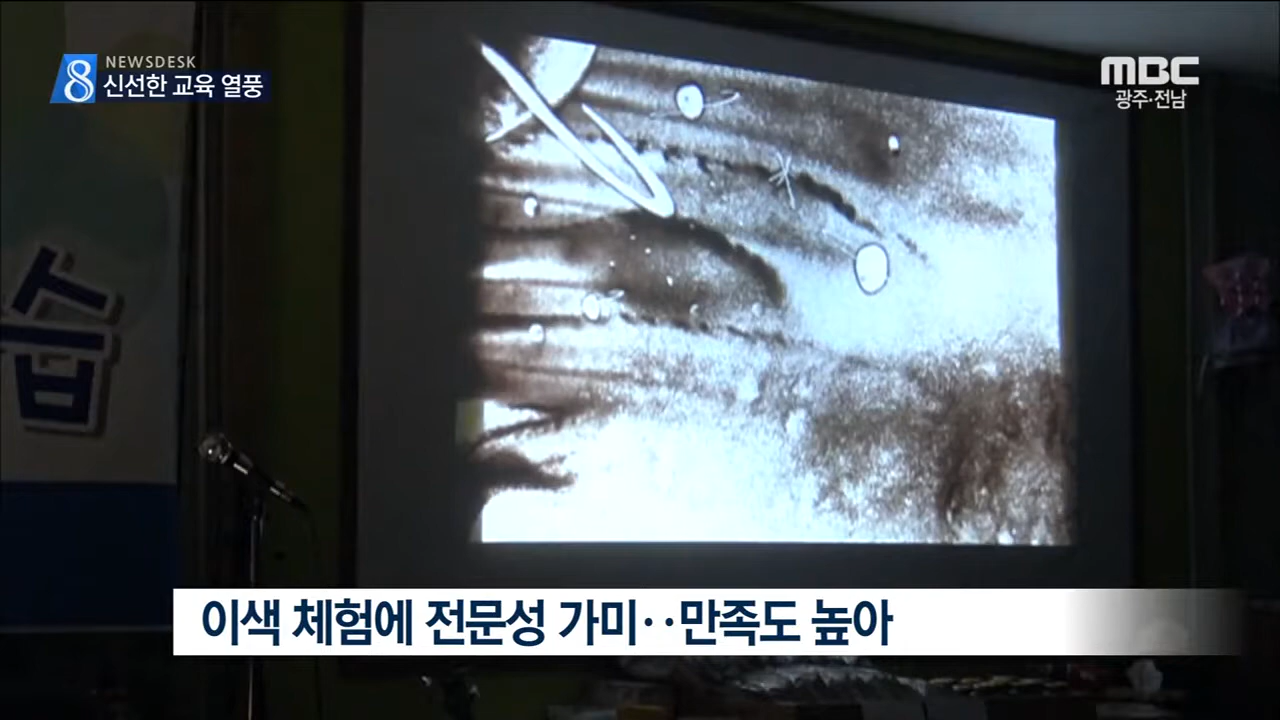 8 NEWSDESK
신선한 교육 열풍
MBC
광주·전남
습
이색 체험에 전문성 가미··만족도 높아